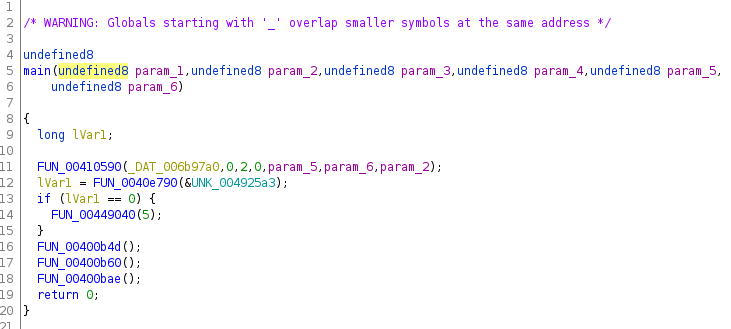 1
2 /* WARNING: Globals starting with '_' overlap smaller symbols at the same address */
3
4 undefined8
5 main(undefined8 param_1,undefined8 param_2,undefined8 param_3,undefined8 param_4,undefined8 param_5,
6 undefined8 param_6)
7
8 {
9 long lVar1;
10
11 FUN_00410590(_DAT_006b97a0,0,2,0,param_5,param_6,param_2);
12 lVar1 = FUN_0040e790(&UNK_004925a3);
13 if (lVar1 == 0) {
14 FUN_00449040(5);
15 }
16 FUN_00400b4d();
17 FUN_00400b60();
18 FUN_00400bae();
19 return 0;
20 }
21